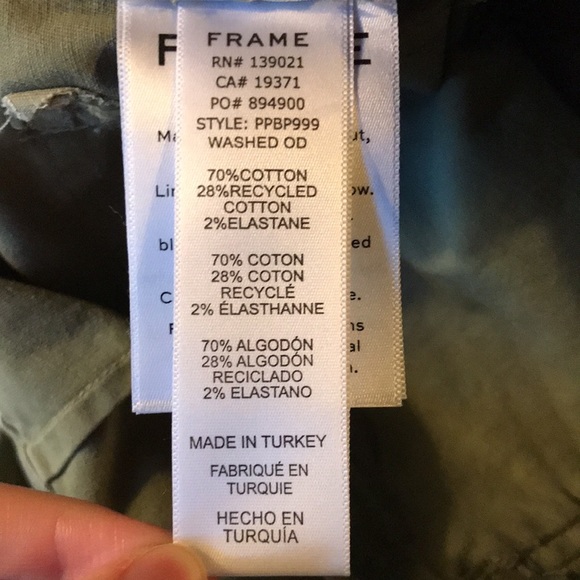 FRAME
RN# 139021
CA# 19371
PO# 894900
STYLE: PPBP999
WASHED OD
70%COTTON
28%RECYCLED
COTTON
2%ELASTANE
70% COTON
28% COTON
RECYCLÉ
2% ÉLASTHANNE
70% ALGODÓN
28% ALGODÓN
RECICLADO
2% ELASTANO
MADE IN TURKEY
FABRIQUÉ EN
TURQUIE
HECHO EN
TURQUÍA